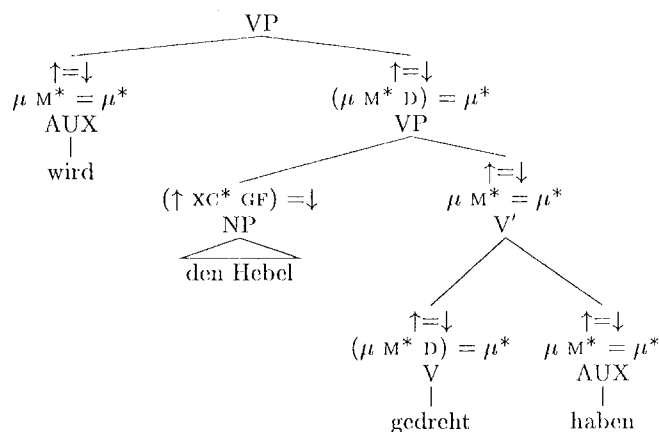 VP
↑=↓ ↑=↓
μ M* = μ* (μ M* D) = μ*
AUX VP
wird
(↑ XC* GF) =↓ ↑=↓
μ M* = μ*
NP V′
den Hebel
↑=↓ ↑=↓
(μ M* D) = μ* μ M* = μ*
V AUX
gedreht haben